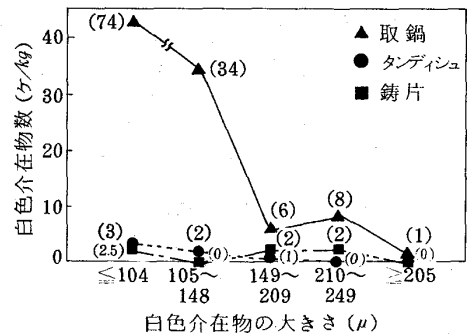 白色介在物数 (ケ/kg)
40
30
20
10
0
(74)
(34)
(6)
(8)
(1)
(3)
(2)
(2)
(2)
(2.5)
(0)
(1)
(0)
(0)
▲ 取鍋
● タンディシュ
■ 鋳片
≦104 105～ 149～ 210～ ≧205
148 209 249
白色介在物の大きさ (μ)